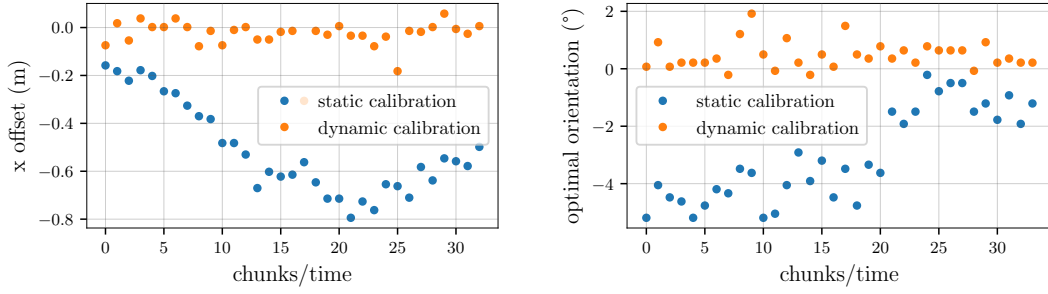 0.0
−0.2
−0.4
−0.6
−0.8
x offset (m)
0
5
10
15
20
25
30
chunks/time
static calibration
dynamic calibration
2
0
−2
−4
optimal orientation (°)
0
5
10
15
20
25
30
chunks/time
static calibration
dynamic calibration